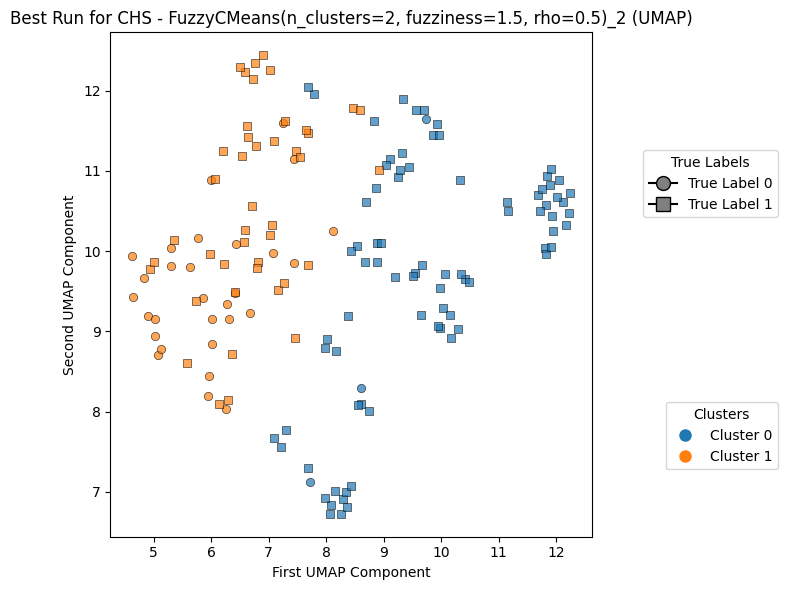 Best Run for CHS - FuzzyCMeans(n_clusters=2, fuzziness=1.5, rho=0.5)_2 (UMAP)
12
11
10
9
8
7
Second UMAP Component
5 6 7 8 9 10 11 12
First UMAP Component
True Labels
True Label 0
True Label 1
Clusters
Cluster 0
Cluster 1